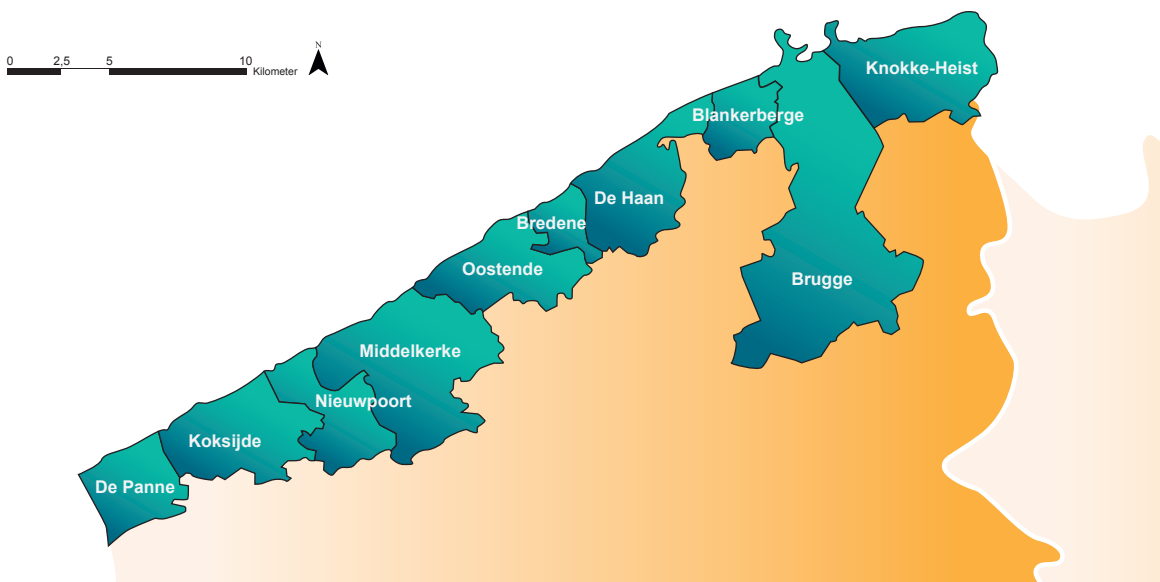 N
0 2,5 5 10
Kilometer
Knokke-Heist
Blankerberge
De Haan
Bredene
Oostende
Brugge
Middelkerke
Nieuwpoort
Koksijde
De Panne